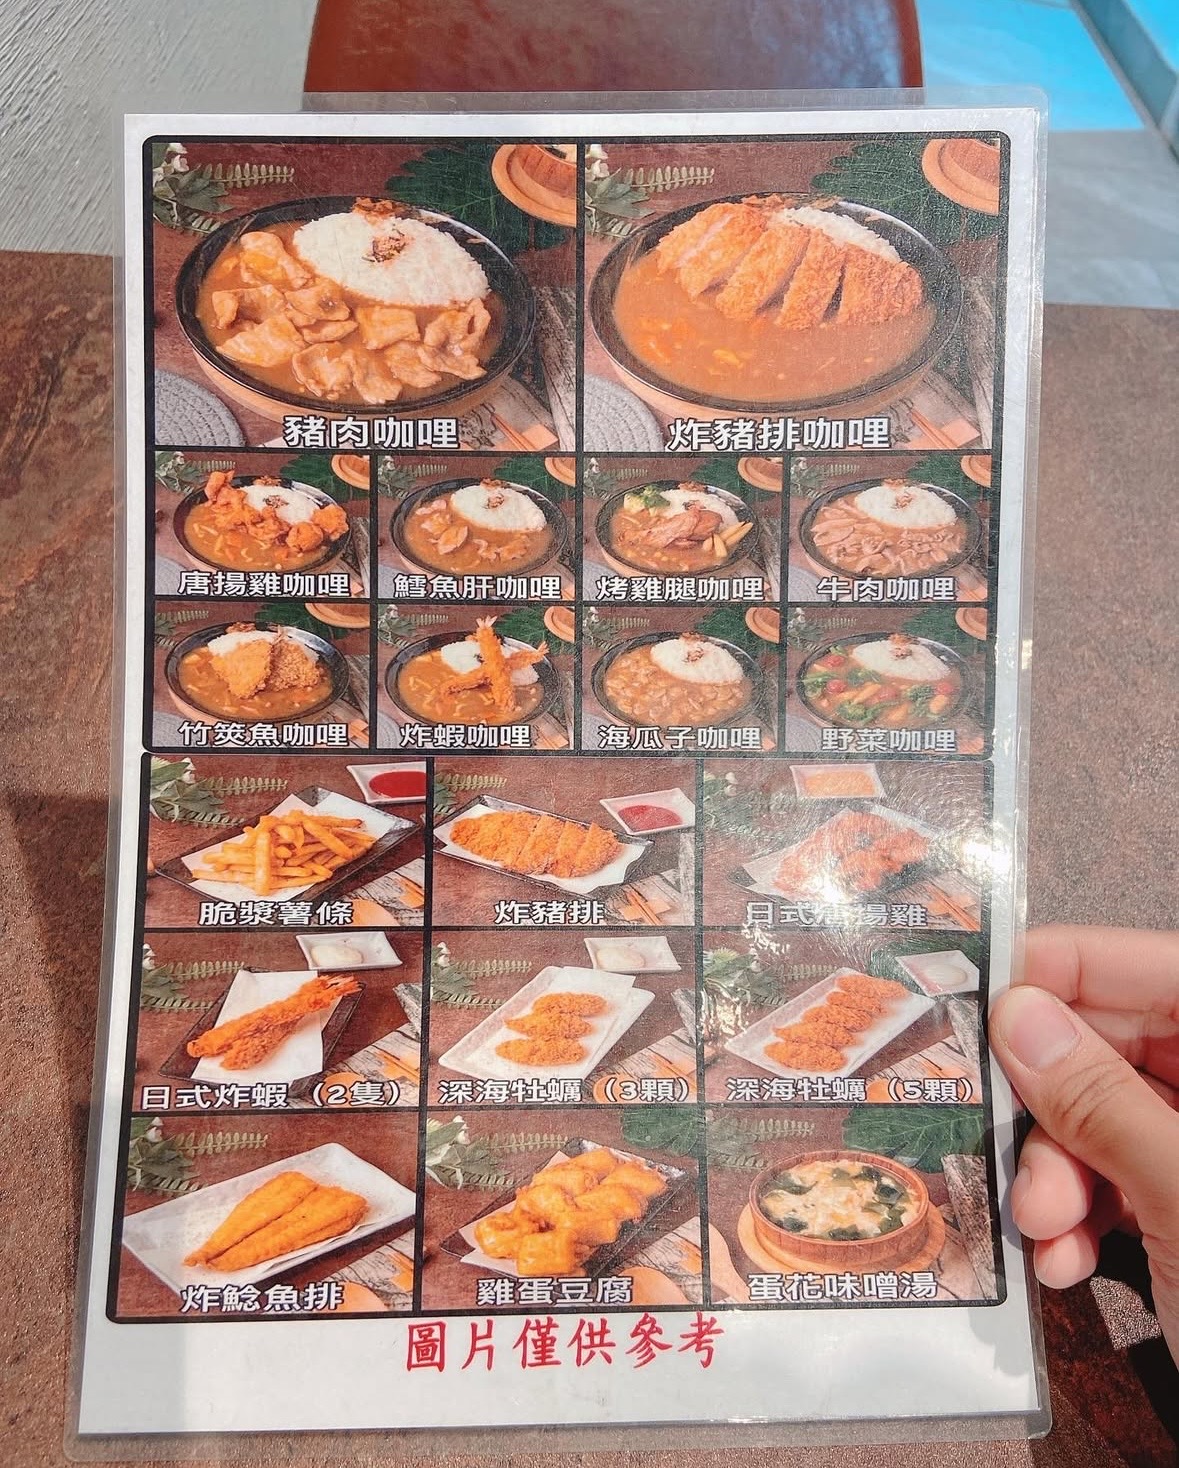 豬肉咖哩
炸豬排咖哩
唐揚雞咖哩
鱈魚肝咖哩
烤雞腿咖哩
牛肉咖哩
竹筴魚咖哩
炸蝦咖哩
海瓜子咖哩
野菜咖哩
脆漿薯條
炸豬排
日式唐揚雞
日式炸蝦（2隻）
深海牡蠣（3顆）
深海牡蠣（5顆）
炸鯰魚排
雞蛋豆腐
蛋花味噌湯
圖片僅供參考